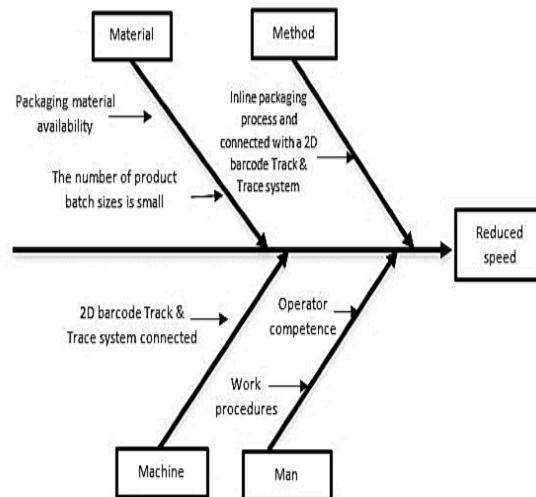 Material
Method
Packaging material
availability
The number of product
batch sizes is small
Inline packaging
process and
connected with a 2D
barcode Track &
Trace system
Reduced
speed
2D barcode Track &
Trace system connected
Operator
competence
Work
procedures
Machine
Man